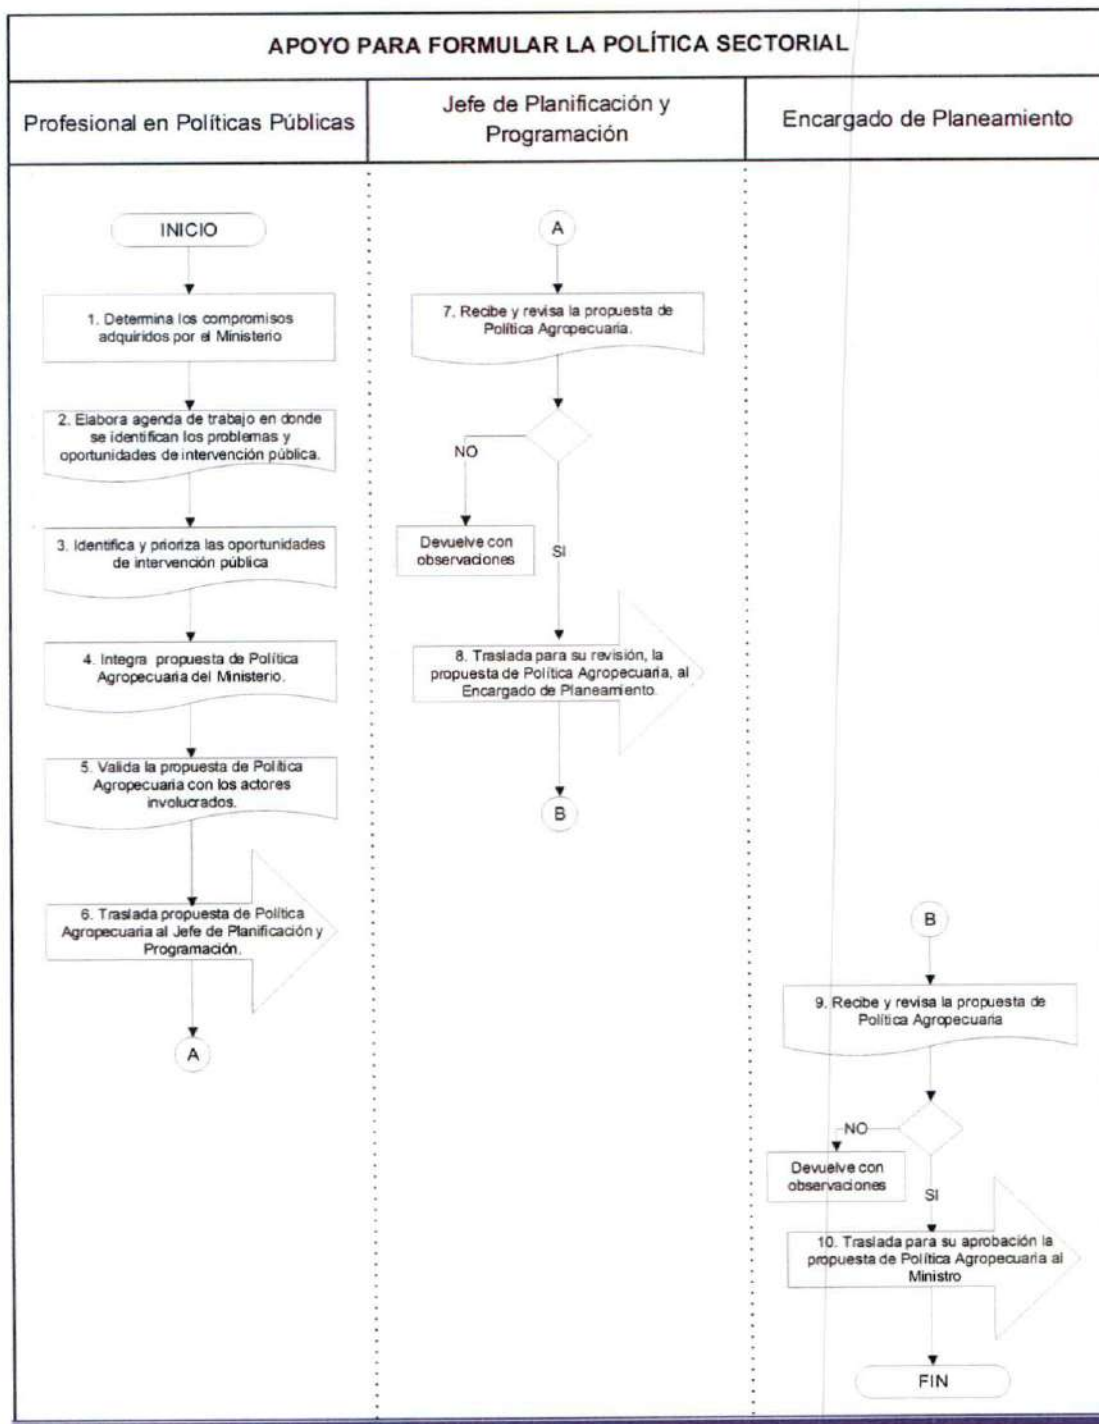 APOYO PARA FORMULAR LA POLÍTICA SECTORIAL
Profesional en Políticas Públicas
Jefe de Planificación y
Programación
Encargado de Planeamiento
INICIO
1. Determina los compromisos
adquiridos por el Ministerio
2. Elabora agenda de trabajo en donde
se identifican los problemas y
oportunidades de intervención pública.
3. Identifica y prioriza las oportunidades
de intervención pública
4. Integra propuesta de Política
Agropecuaria del Ministerio.
5. Valida la propuesta de Política
Agropecuaria con los actores
involucrados.
6. Traslada propuesta de Política
Agropecuaria al Jefe de Planificación y
Programación.
A
A
7. Recibe y revisa la propuesta de
Política Agropecuaria.
NO
Devuelve con
observaciones
SI
8. Traslada para su revisión, la
propuesta de Política Agropecuaria, al
Encargado de Planeamiento.
B
B
9. Recibe y revisa la propuesta de
Política Agropecuaria
NO
Devuelve con
observaciones
SI
10. Traslada para su aprobación la
propuesta de Política Agropecuaria al
Ministro
FIN